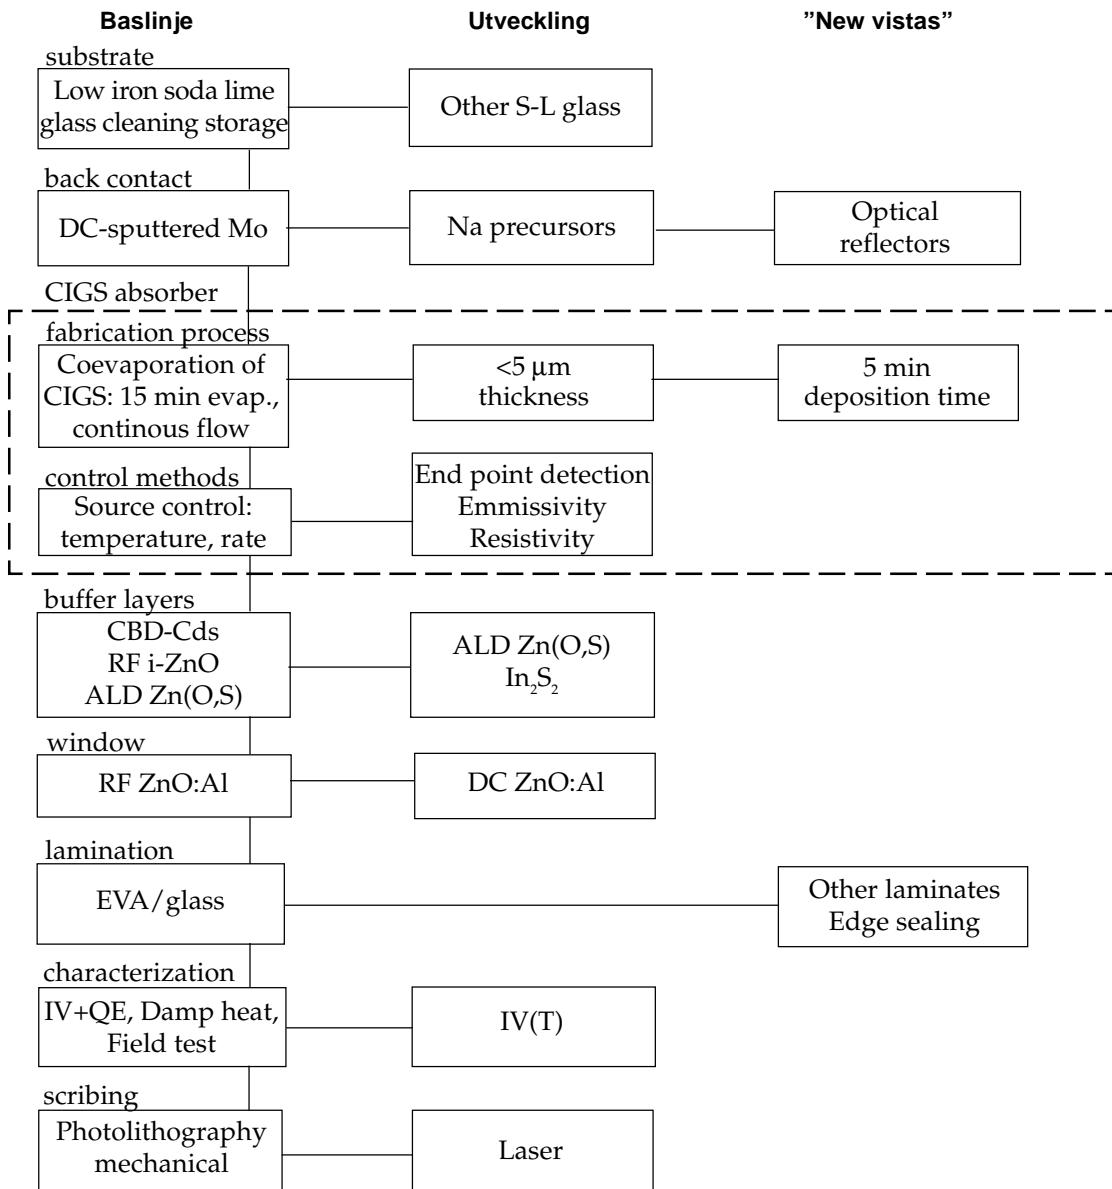 Baslinje
Utveckling
”New vistas”
substrate
Low iron soda lime
glass cleaning storage
Other S-L glass
back contact
DC-sputtered Mo
Na precursors
Optical
reflectors
CIGS absorber
fabrication process
Coevaporation of
CIGS: 15 min evap.,
continous flow
<5 µm
thickness
5 min
deposition time
control methods
Source control:
temperature, rate
End point detection
Emmissivity
Resistivity
buffer layers
CBD-Cds
RF i-ZnO
ALD Zn(O,S)
ALD Zn(O,S)
In₂S₂
window
RF ZnO:Al
DC ZnO:Al
lamination
EVA/glass
Other laminates
Edge sealing
characterization
IV+QE, Damp heat,
Field test
IV(T)
scribing
Photolithography
mechanical
Laser